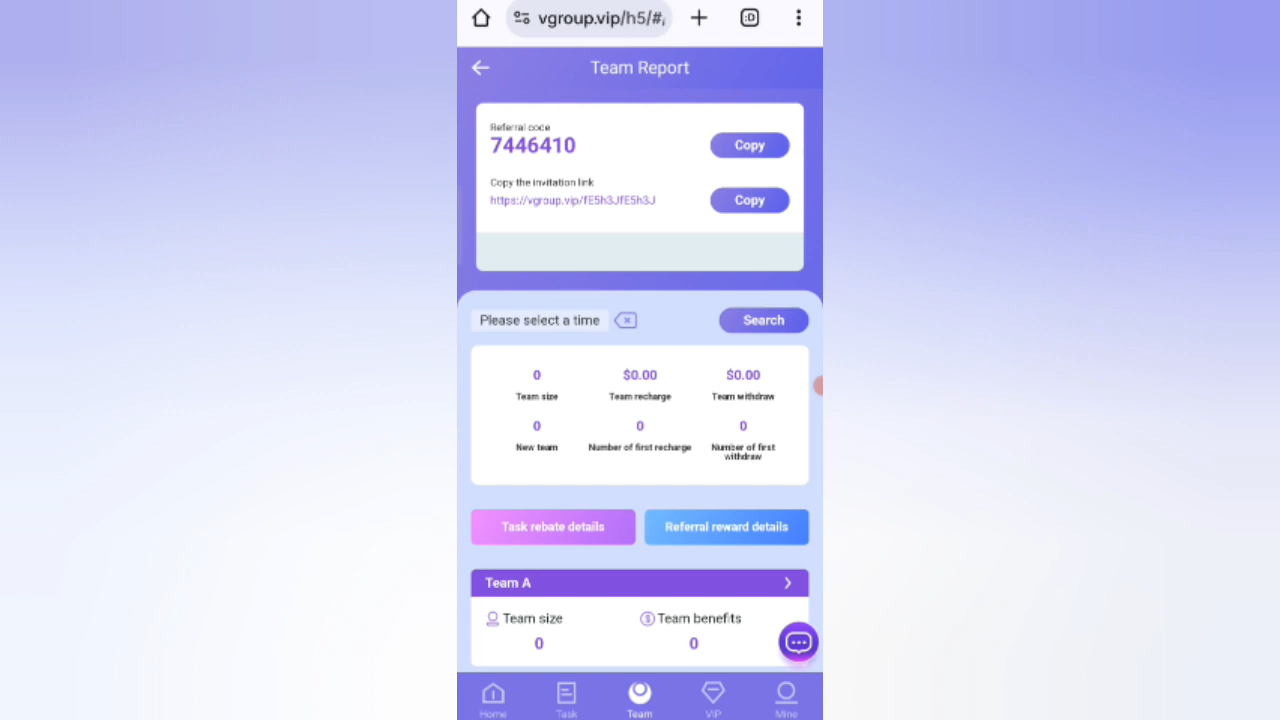 vgroup.vip/h5/#
:D
Team Report
Referral code
7446410
Copy
Copy the invitation link
https://vgroup.vip/fE5h3JfE5h3J
Copy
Please select a time
Search
0 $0.00 $0.00
Team size Team recharge Team withdraw
0 0 0
New team Number of first recharge Number of first
withdraw
Task rebate details Referral reward details
Team A
Team size Team benefits
0 0
Home Task Team VIP Mine